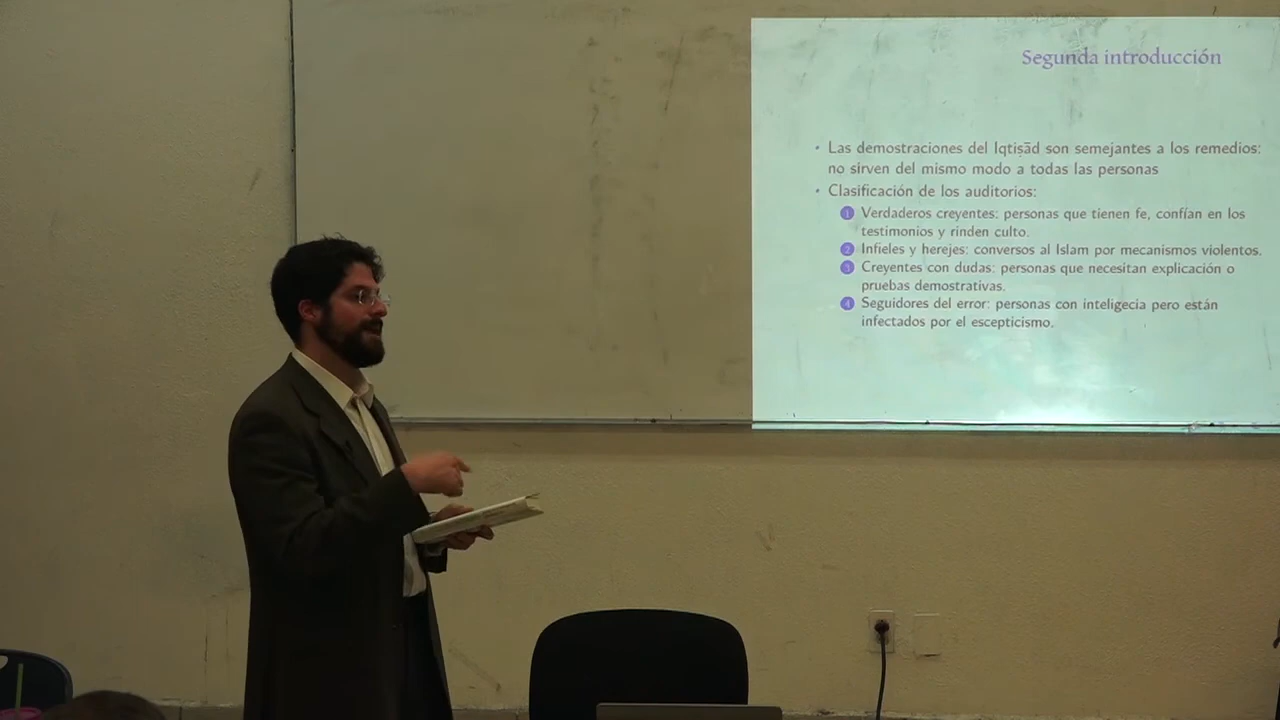 Segunda introducción
• Las demostraciones del Iqtiṣād son semejantes a los remedios:
no sirven del mismo modo a todas las personas
• Clasificación de los auditorios:
1 Verdaderos creyentes: personas que tienen fe, confían en los
testimonios y rinden culto.
2 Infieles y herejes: conversos al Islam por mecanismos violentos.
3 Creyentes con dudas: personas que necesitan explicación o
pruebas demostrativas.
4 Seguidores del error: personas con inteligecia pero están
infectados por el escepticismo.